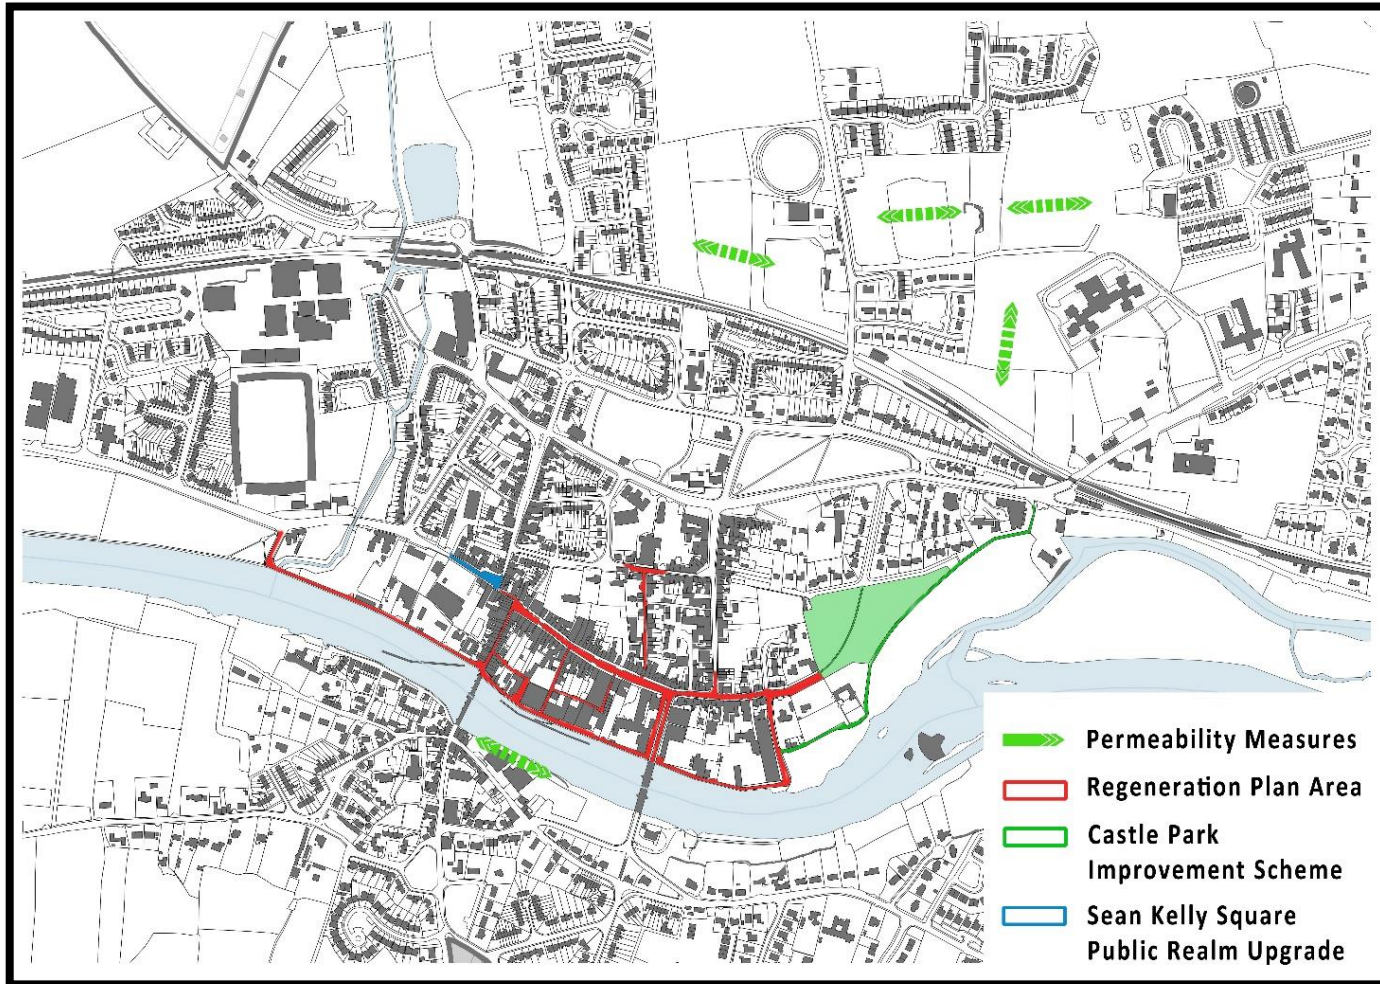 Permeability Measures
Regeneration Plan Area
Castle Park
Improvement Scheme
Sean Kelly Square
Public Realm Upgrade